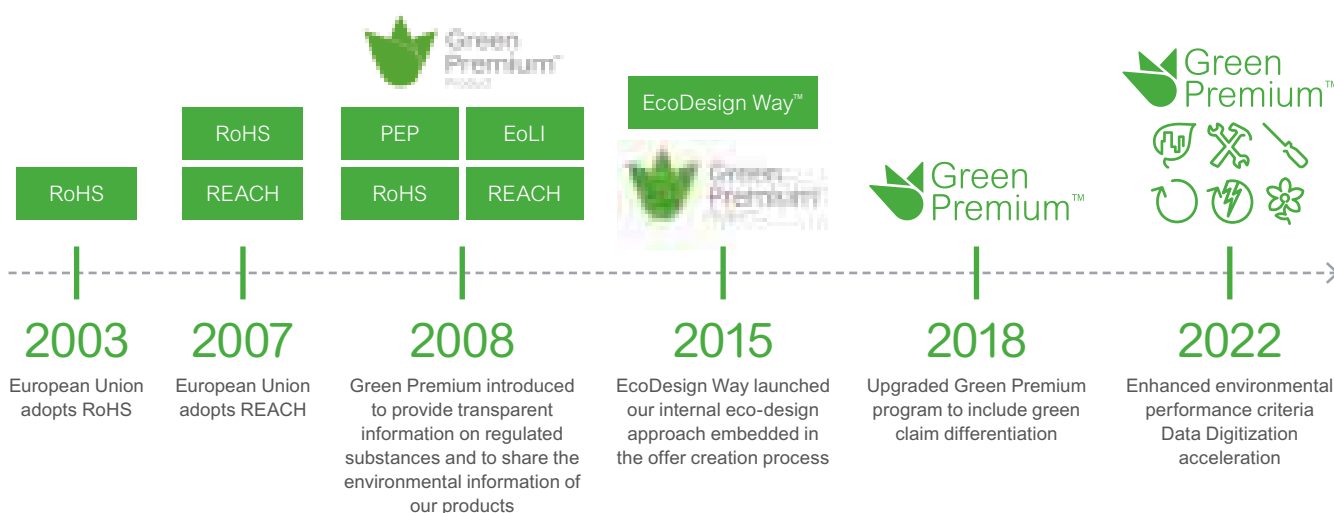 Green
Premium™
Product
RoHS
REACH
PEP
EoLI
RoHS
REACH
RoHS
EcoDesign Way™
Green
Premium
Green
Premium™
Green
Premium™
2003
European Union
adopts RoHS
2007
European Union
adopts REACH
2008
Green Premium introduced
to provide transparent
information on regulated
substances and to share the
environmental information of
our products
2015
EcoDesign Way launched
our internal eco-design
approach embedded in
the offer creation process
2018
Upgraded Green Premium
program to include green
claim differentiation
2022
Enhanced environmental
performance criteria
Data Digitization
acceleration